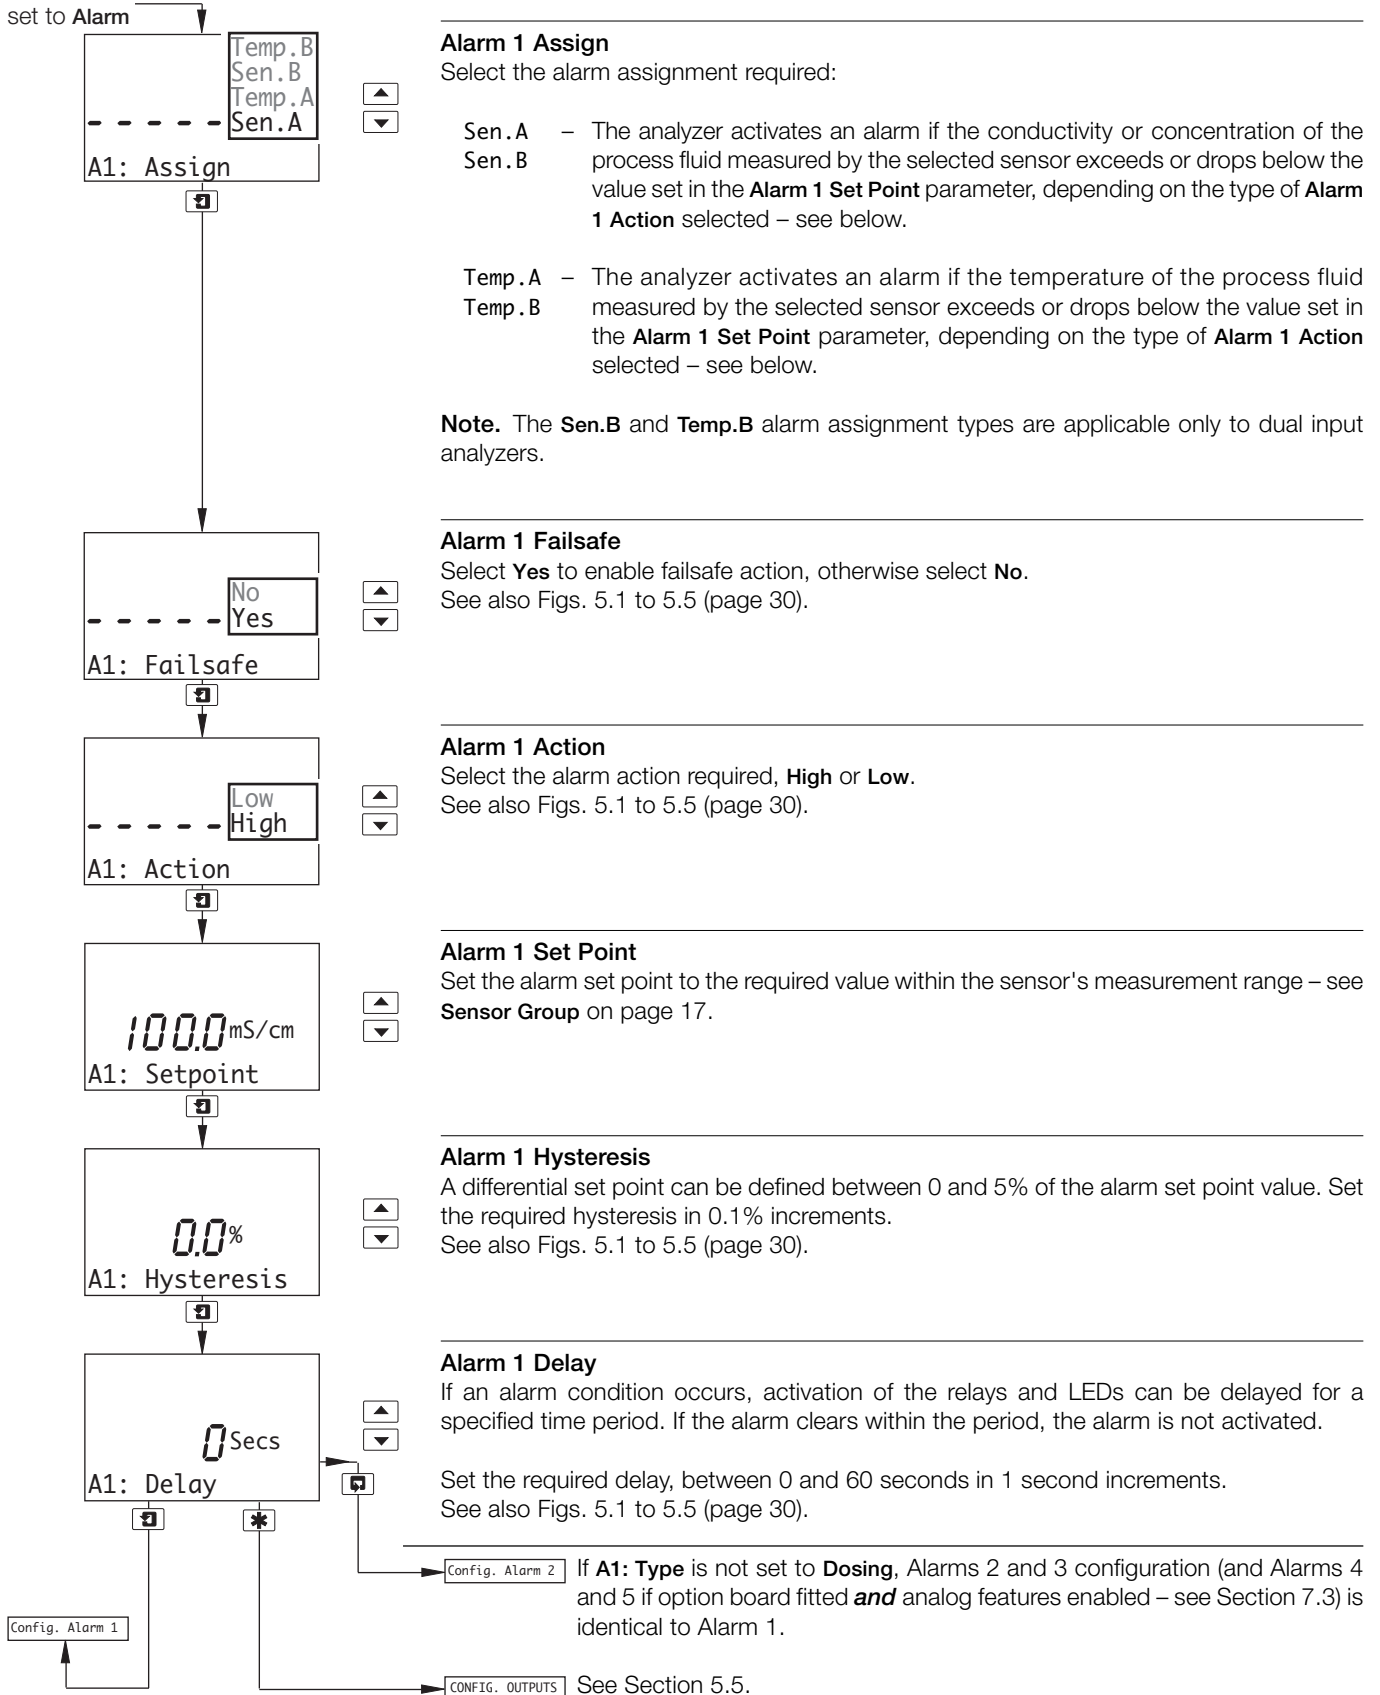 set to Alarm
Temp.B
Sen.B
Temp.A
- - - - - Sen.A
A1: Assign
Alarm 1 Assign
Select the alarm assignment required:
Sen.A – The analyzer activates an alarm if the conductivity or concentration of the
Sen.B process fluid measured by the selected sensor exceeds or drops below the
value set in the Alarm 1 Set Point parameter, depending on the type of Alarm
1 Action selected – see below.
Temp.A – The analyzer activates an alarm if the temperature of the process fluid
Temp.B measured by the selected sensor exceeds or drops below the value set in
the Alarm 1 Set Point parameter, depending on the type of Alarm 1 Action
selected – see below.
Note. The Sen.B and Temp.B alarm assignment types are applicable only to dual input
analyzers.
No
- - - - - Yes
A1: Failsafe
Alarm 1 Failsafe
Select Yes to enable failsafe action, otherwise select No.
See also Figs. 5.1 to 5.5 (page 30).
Low
- - - - - High
A1: Action
Alarm 1 Action
Select the alarm action required, High or Low.
See also Figs. 5.1 to 5.5 (page 30).
100.0 mS/cm
A1: Setpoint
Alarm 1 Set Point
Set the alarm set point to the required value within the sensor's measurement range – see
Sensor Group on page 17.
0.0 %
A1: Hysteresis
Alarm 1 Hysteresis
A differential set point can be defined between 0 and 5% of the alarm set point value. Set
the required hysteresis in 0.1% increments.
See also Figs. 5.1 to 5.5 (page 30).
0 Secs
A1: Delay
Alarm 1 Delay
If an alarm condition occurs, activation of the relays and LEDs can be delayed for a
specified time period. If the alarm clears within the period, the alarm is not activated.
Set the required delay, between 0 and 60 seconds in 1 second increments.
See also Figs. 5.1 to 5.5 (page 30).
Config. Alarm 2 If A1: Type is not set to Dosing, Alarms 2 and 3 configuration (and Alarms 4
and 5 if option board fitted and analog features enabled – see Section 7.3) is
identical to Alarm 1.
Config. Alarm 1
CONFIG. OUTPUTS See Section 5.5.